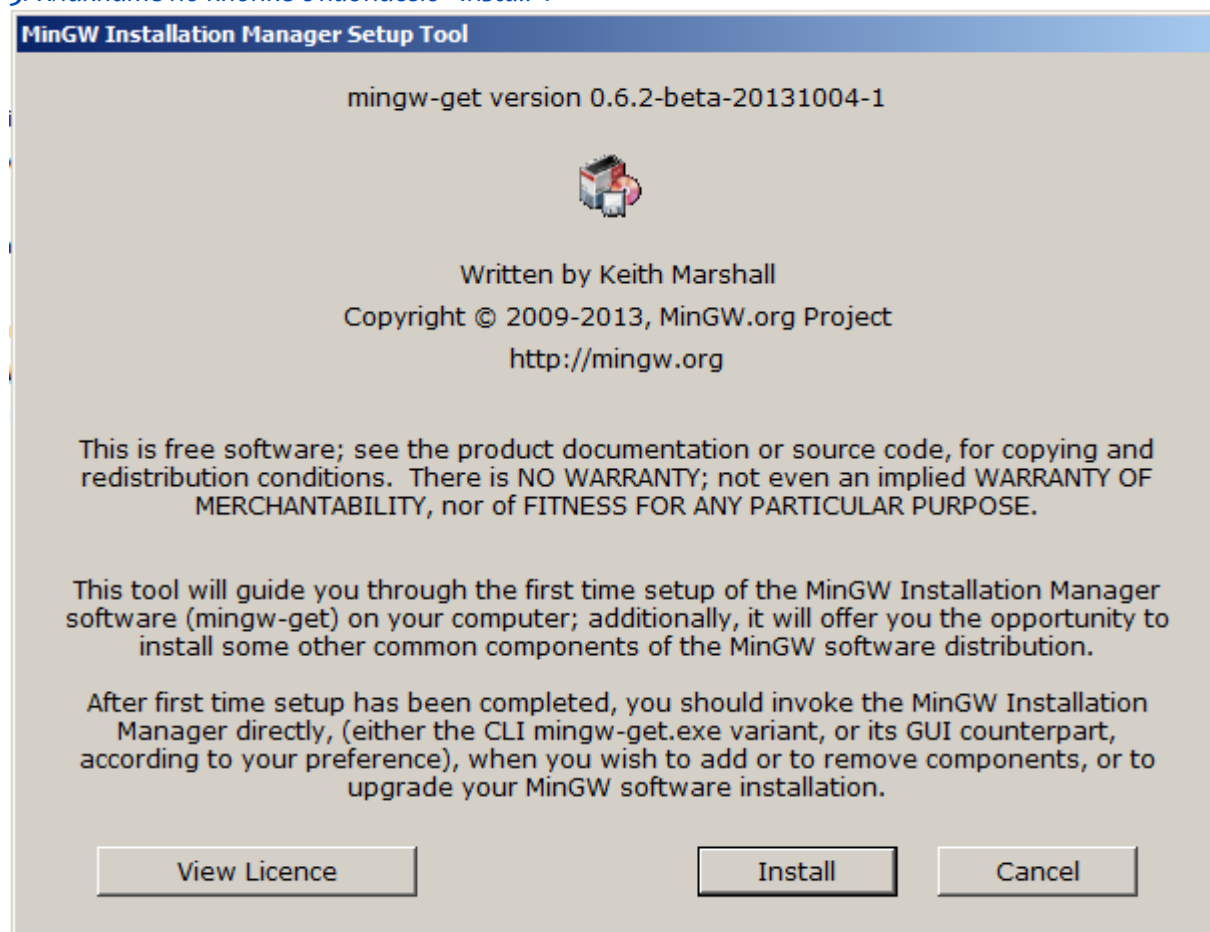 MinGW Installation Manager Setup Tool
mingw-get version 0.6.2-beta-20131004-1
Written by Keith Marshall
Copyright © 2009-2013, MinGW.org Project
http://mingw.org
This is free software; see the product documentation or source code, for copying and
redistribution conditions.  There is NO WARRANTY; not even an implied WARRANTY OF
MERCHANTABILITY, nor of FITNESS FOR ANY PARTICULAR PURPOSE.
This tool will guide you through the first time setup of the MinGW Installation Manager
software (mingw-get) on your computer; additionally, it will offer you the opportunity to
install some other common components of the MinGW software distribution.
After first time setup has been completed, you should invoke the MinGW Installation
Manager directly, (either the CLI mingw-get.exe variant, or its GUI counterpart,
according to your preference), when you wish to add or to remove components, or to
upgrade your MinGW software installation.
View Licence Install Cancel